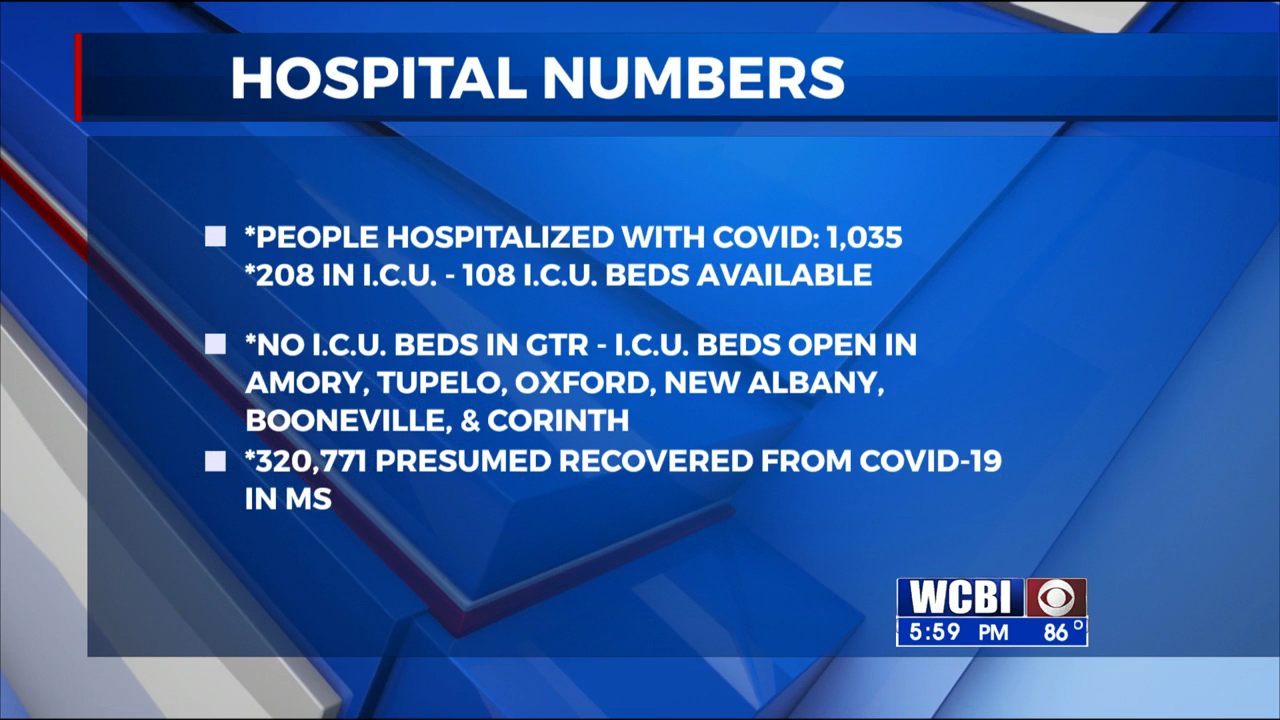 HOSPITAL NUMBERS
*PEOPLE HOSPITALIZED WITH COVID: 1,035
*208 IN I.C.U. - 108 I.C.U. BEDS AVAILABLE
*NO I.C.U. BEDS IN GTR - I.C.U. BEDS OPEN IN
AMORY, TUPELO, OXFORD, NEW ALBANY,
BOONEVILLE, & CORINTH
*320,771 PRESUMED RECOVERED FROM COVID-19
IN MS
WCBI
5:59 PM 86°